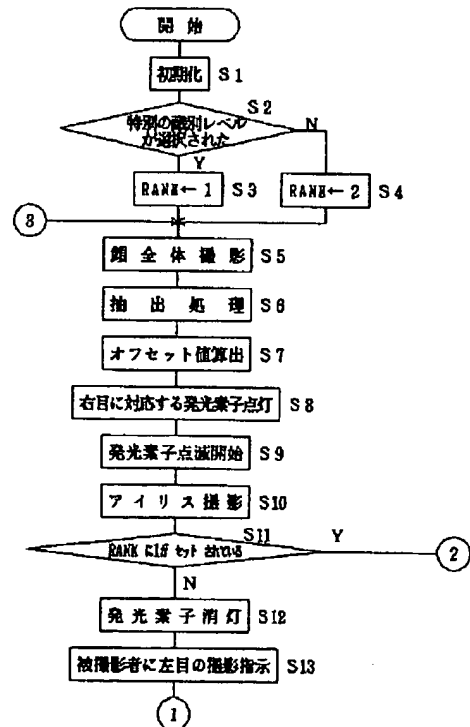 開始
初期化 S1
S2
特別の識別レベル
が選択された
N
Y
RANK←1 S3
RANK←2 S4
3
顔全体撮影 S5
抽出処理 S6
オフセット値算出 S7
右目に対応する発光素子点灯 S8
発光素子点滅開始 S9
アイリス撮影 S10
S11
RANKに1がセットされている
Y
2
N
発光素子消灯 S12
被撮影者に左目の撮影指示 S13
1